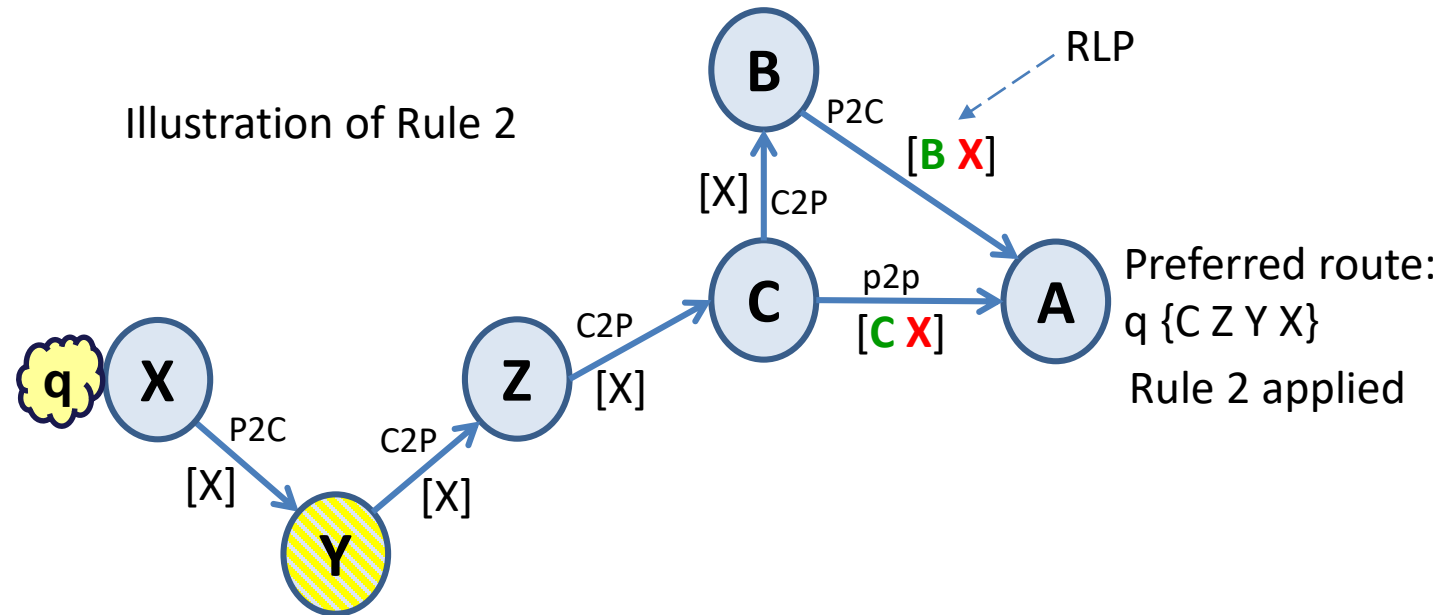 Illustration of Rule 2
B
RLP
P2C
[B X]
[X]
C2P
C
p2p
[C X]
A
Preferred route:
q {C Z Y X}
Rule 2 applied
q
X
P2C
[X]
Y
C2P
[X]
Z
C2P
[X]